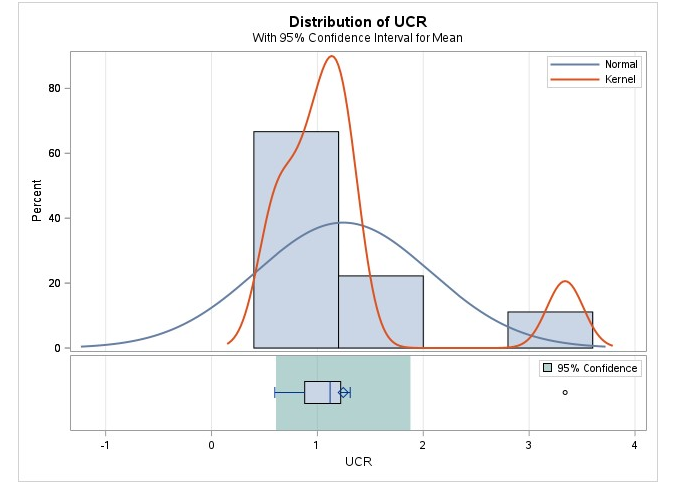 Distribution of UCR
With 95% Confidence Interval for Mean
Normal
Kernel
80
60
40
20
0
Percent
95% Confidence
-1 0 1 2 3 4
UCR